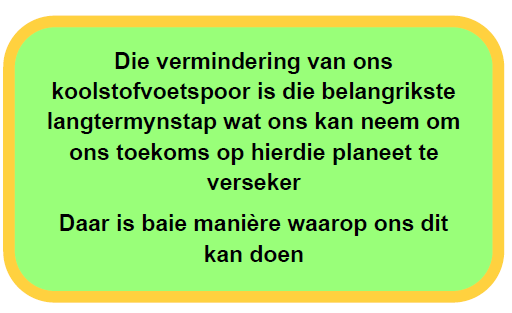 Die vermindering van ons
koolstofvoetspoor is die belangrikste
langtermynstap wat ons kan neem om
ons toekoms op hierdie planeet te
verseker
Daar is baie manière waarop ons dit
kan doen